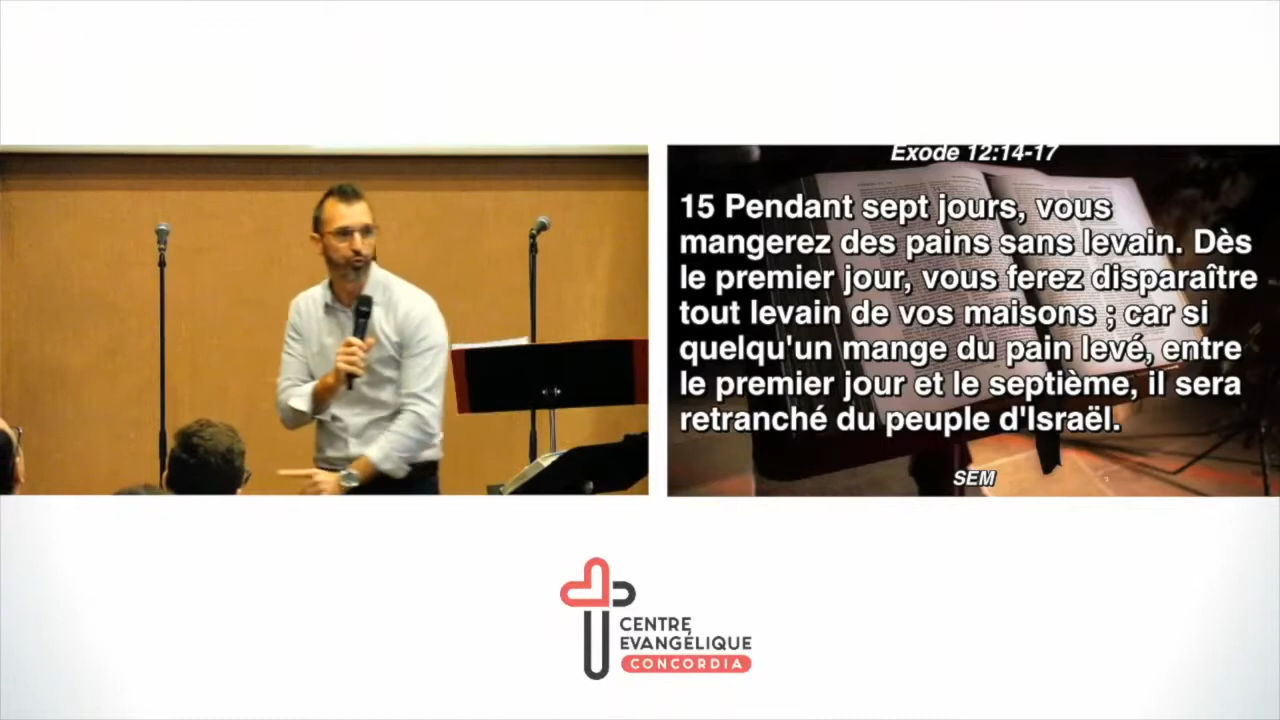 Exode 12:14-17
15 Pendant sept jours, vous
mangerez des pains sans levain. Dès
le premier jour, vous ferez disparaître
tout levain de vos maisons ; car si
quelqu'un mange du pain levé, entre
le premier jour et le septième, il sera
retranché du peuple d'Israël.
SEM
CENTRE
EVANGÉLIQUE
CONCORDIA